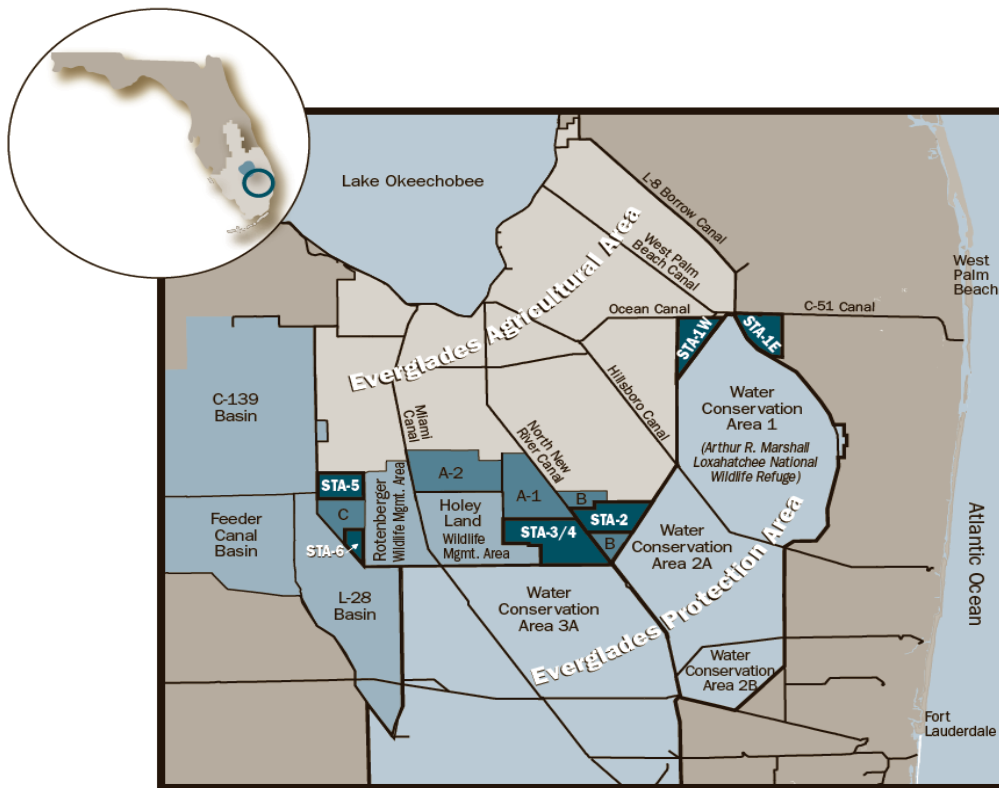 Lake Okeechobee
L-8 Borrow Canal
West Palm
Beach Canal
Everglades Agricultural Area
West
Palm
Beach
Ocean Canal
C-51 Canal
STA-1W
STA-1E
C-139
Basin
Miami
Canal
North New
River Canal
Hillsboro Canal
Water
Conservation
Area 1
(Arthur R. Marshall
Loxahatchee National
Wildlife Refuge)
STA-5
C
STA-6
Rotenberger
Wildlife Mgmt. Area
A-2
A-1
B
STA-2
B
STA-3/4
Holey
Land
Wildlife
Mgmt. Area
Feeder
Canal
Basin
L-28
Basin
Water
Conservation
Area 2A
Water
Conservation
Area 3A
Everglades Protection Area
Water
Conservation
Area 2B
Atlantic Ocean
Fort
Lauderdale